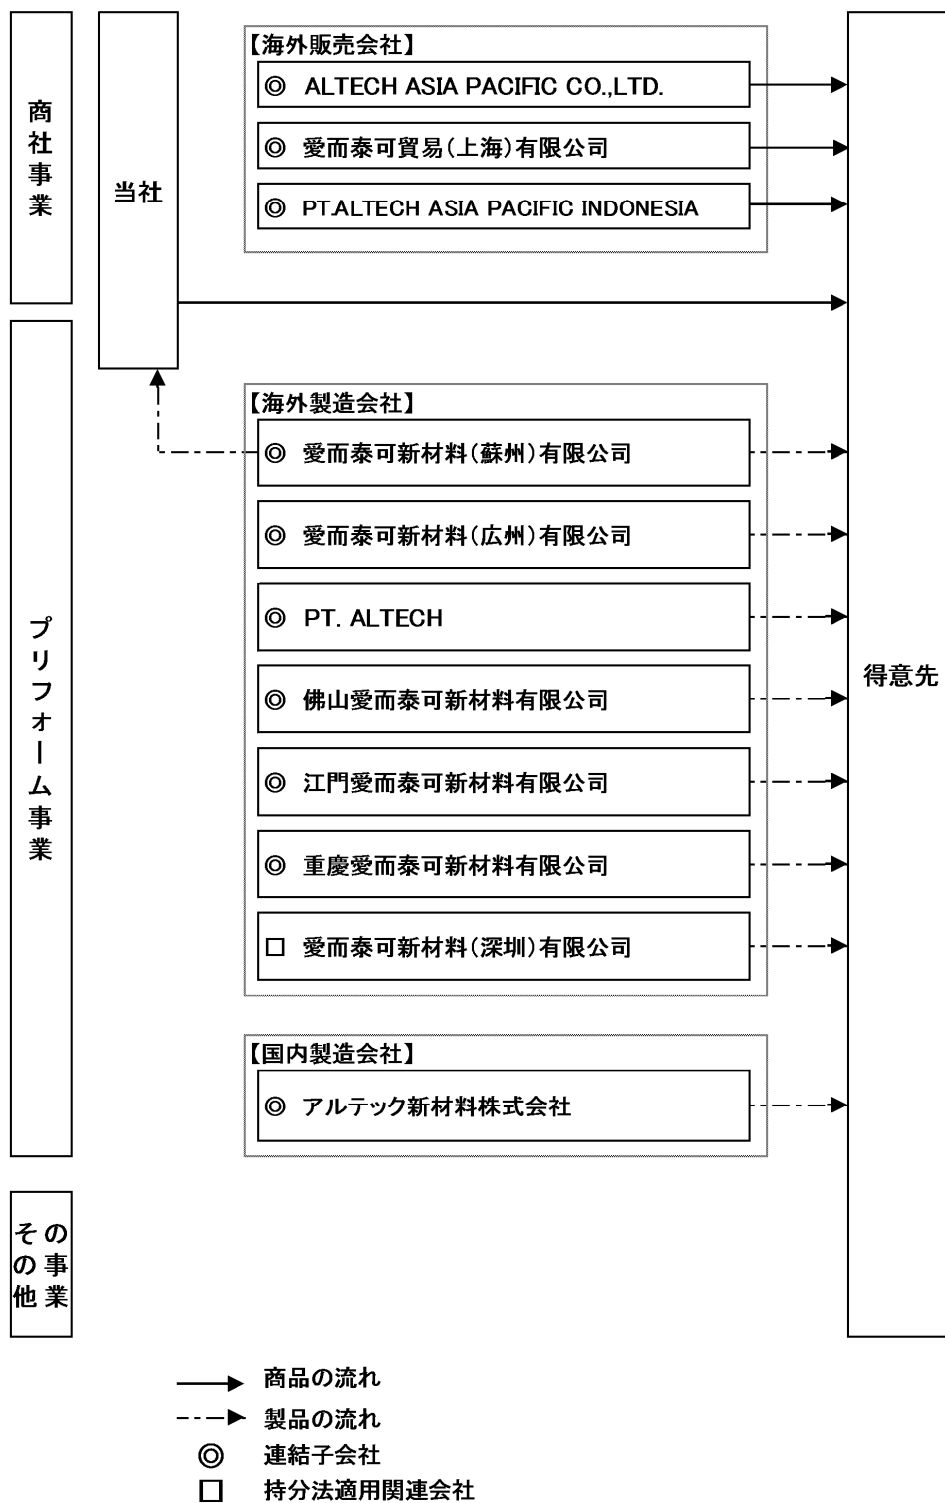 商社事業
当社
【海外販売会社】
◎ ALTECH ASIA PACIFIC CO.,LTD.
◎ 愛而泰可貿易(上海)有限公司
◎ PT.ALTECH ASIA PACIFIC INDONESIA
プリフォーム事業
【海外製造会社】
◎ 愛而泰可新材料(蘇州)有限公司
◎ 愛而泰可新材料(広州)有限公司
◎ PT. ALTECH
◎ 佛山愛而泰可新材料有限公司
◎ 江門愛而泰可新材料有限公司
◎ 重慶愛而泰可新材料有限公司
□ 愛而泰可新材料(深圳)有限公司
得意先
【国内製造会社】
◎ アルテック新材料株式会社
その他
の事業
商品の流れ
製品の流れ
◎ 連結子会社
□ 持分法適用関連会社